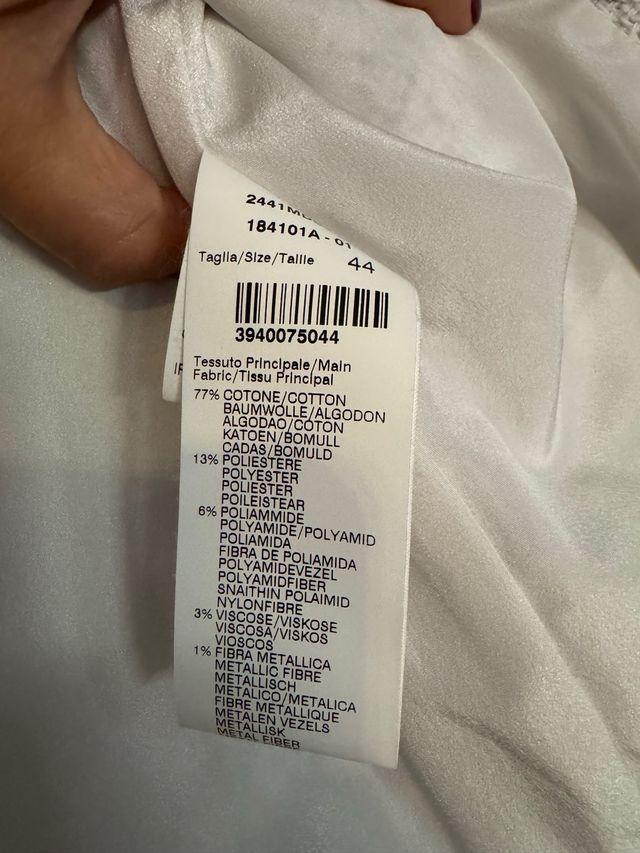 184101A - 01
Taglia/Size/Taille 44
3940075044
Tessuto Principale/Main
Fabric/Tissu Principal
77% COTONE/COTTON
BAUMWOLLE/ALGODON
ALGODAO/COTON
KATOEN/BOMULL
CADAS/BOMULD
13% POLIESTERE
POLYESTER
POLIESTER
POILEISTEAR
6% POLIAMMIDE
POLYAMIDE/POLYAMID
POLIAMIDA
FIBRA DE POLIAMIDA
POLYAMIDEVEZEL
POLYAMIDFIBER
SNAITHIN POLAIMID
NYLONFIBRE
3% VISCOSE/VISKOSE
VISCOSA/VISKOS
VIOSCOS
1% FIBRA METALLICA
METALLIC FIBRE
METALLISCH
METALICO/METALICA
FIBRE METALLIQUE
METALEN VEZELS
METALLISK
METAL FIBER